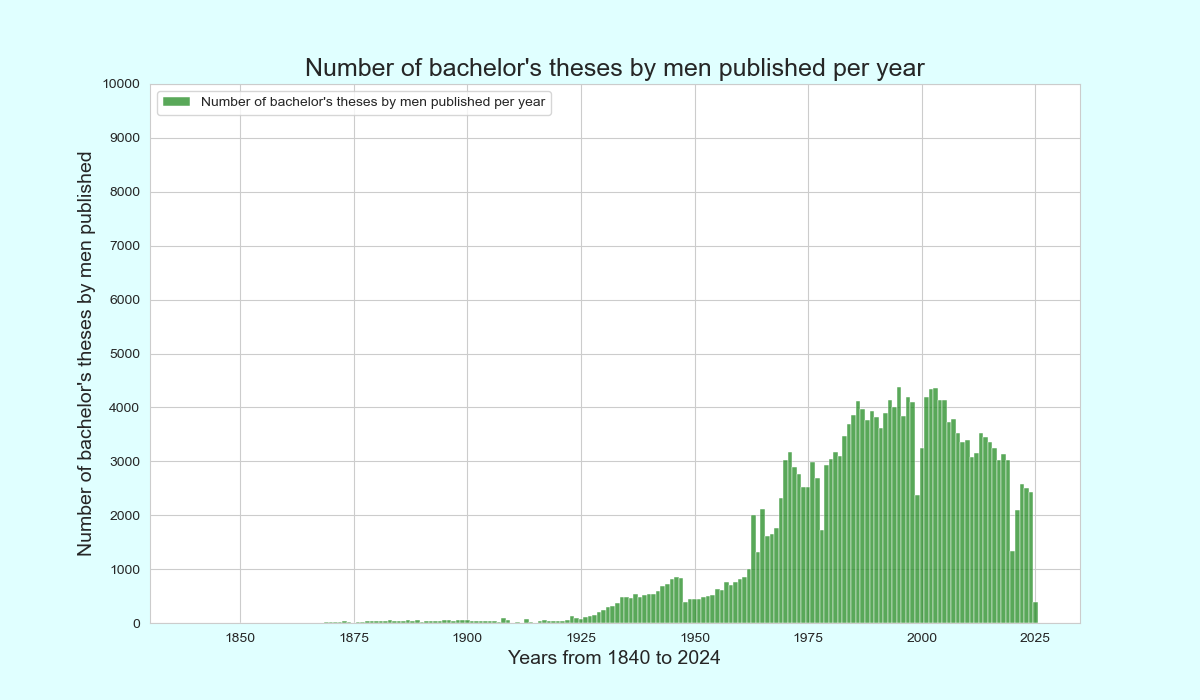 Number of bachelor's theses by men published per year
Number of bachelor's theses by men published per year
Number of bachelor's theses by men published
10000
9000
8000
7000
6000
5000
4000
3000
2000
1000
0
1850 1875 1900 1925 1950 1975 2000 2025
Years from 1840 to 2024